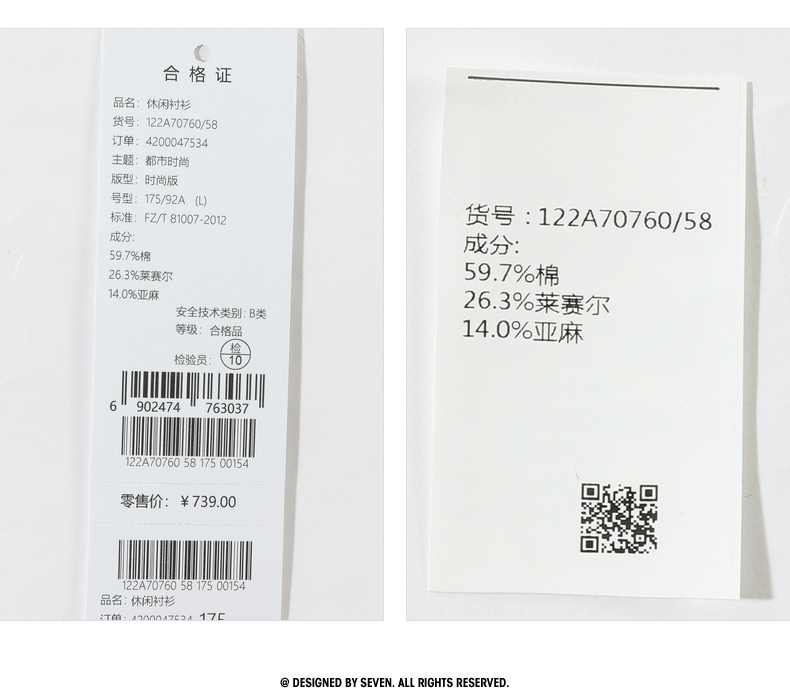 合格证
品名：休闲衬衫
货号：122A70760/58
订单：4200047534
主题：都市时尚
版型：时尚版
号型：175/92A (L)
标准：FZ/T 81007-2012
成分：
59.7%棉
26.3%莱赛尔
14.0%亚麻
安全技术类别：B类
等级：合格品
检验员：
检
10
6 902474 763037
122A70760 58 175 00154
零售价：￥739.00
122A70760 58 175 00154
品名：休闲衬衫
订单：4200047534 175
货号：122A70760/58
成分:
59.7%棉
26.3%莱赛尔
14.0%亚麻
@ DESIGNED BY SEVEN. ALL RIGHTS RESERVED.